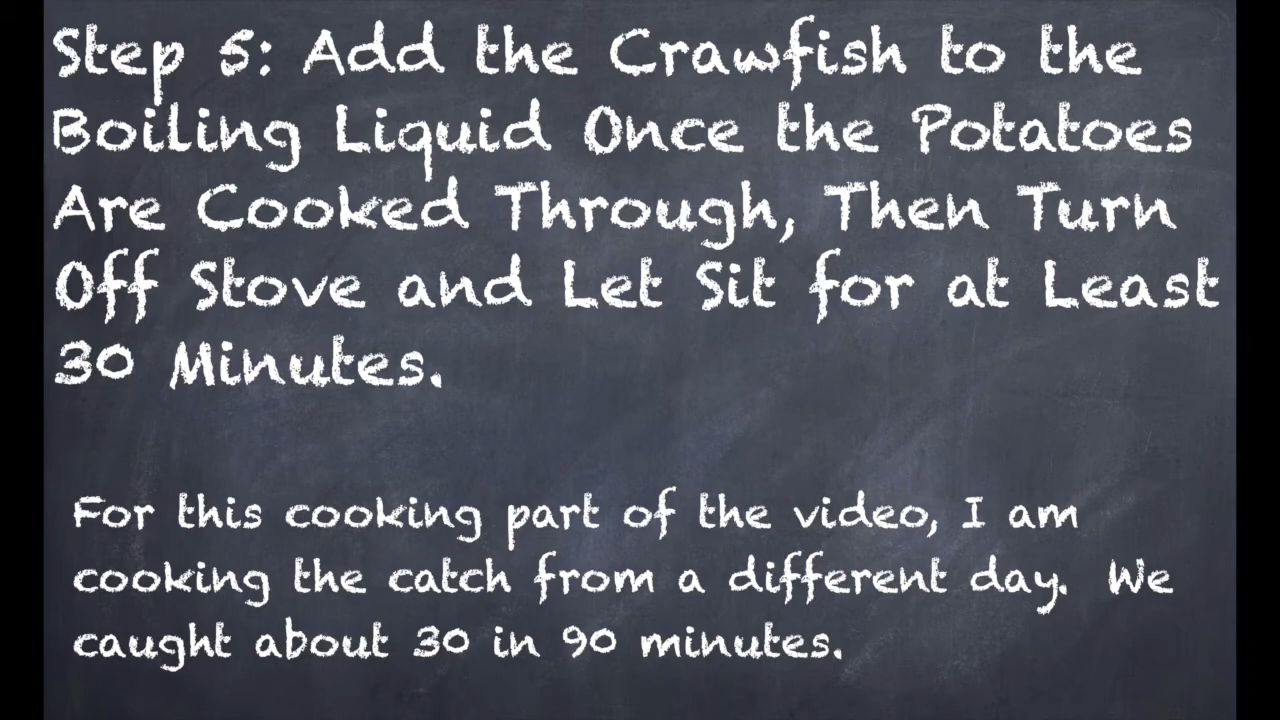 Step 5: Add the Crawfish to the
Boiling Liquid Once the Potatoes
Are Cooked Through, Then Turn
Off Stove and Let Sit for at Least
30 Minutes.
For this cooking part of the video, I am
cooking the catch from a different day. We
caught about 30 in 90 minutes.